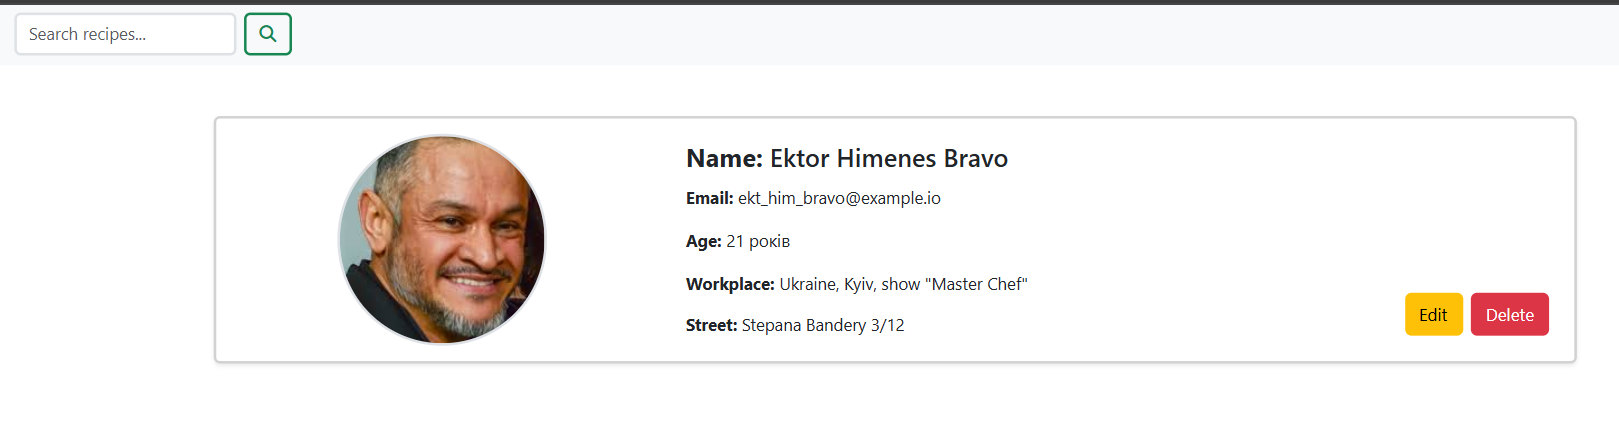 Search recipes...
Name: Ektor Himenes Bravo
Email: ekt_him_bravo@example.io
Age: 21 років
Workplace: Ukraine, Kyiv, show "Master Chef"
Street: Stepana Bandery 3/12
Edit Delete